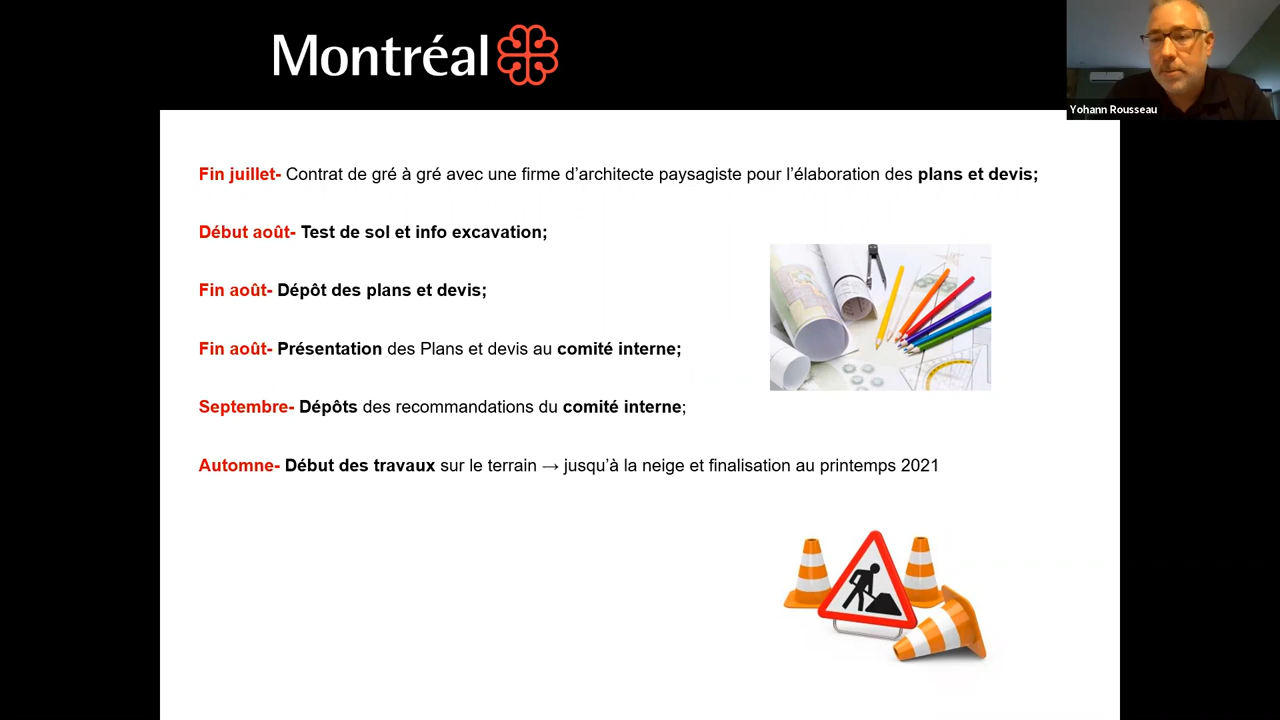 Montréal
Yohann Rousseau
Fin juillet- Contrat de gré à gré avec une firme d’architecte paysagiste pour l’élaboration des plans et devis;
Début août- Test de sol et info excavation;
Fin août- Dépôt des plans et devis;
Fin août- Présentation des Plans et devis au comité interne;
Septembre- Dépôts des recommandations du comité interne;
Automne- Début des travaux sur le terrain → jusqu’à la neige et finalisation au printemps 2021